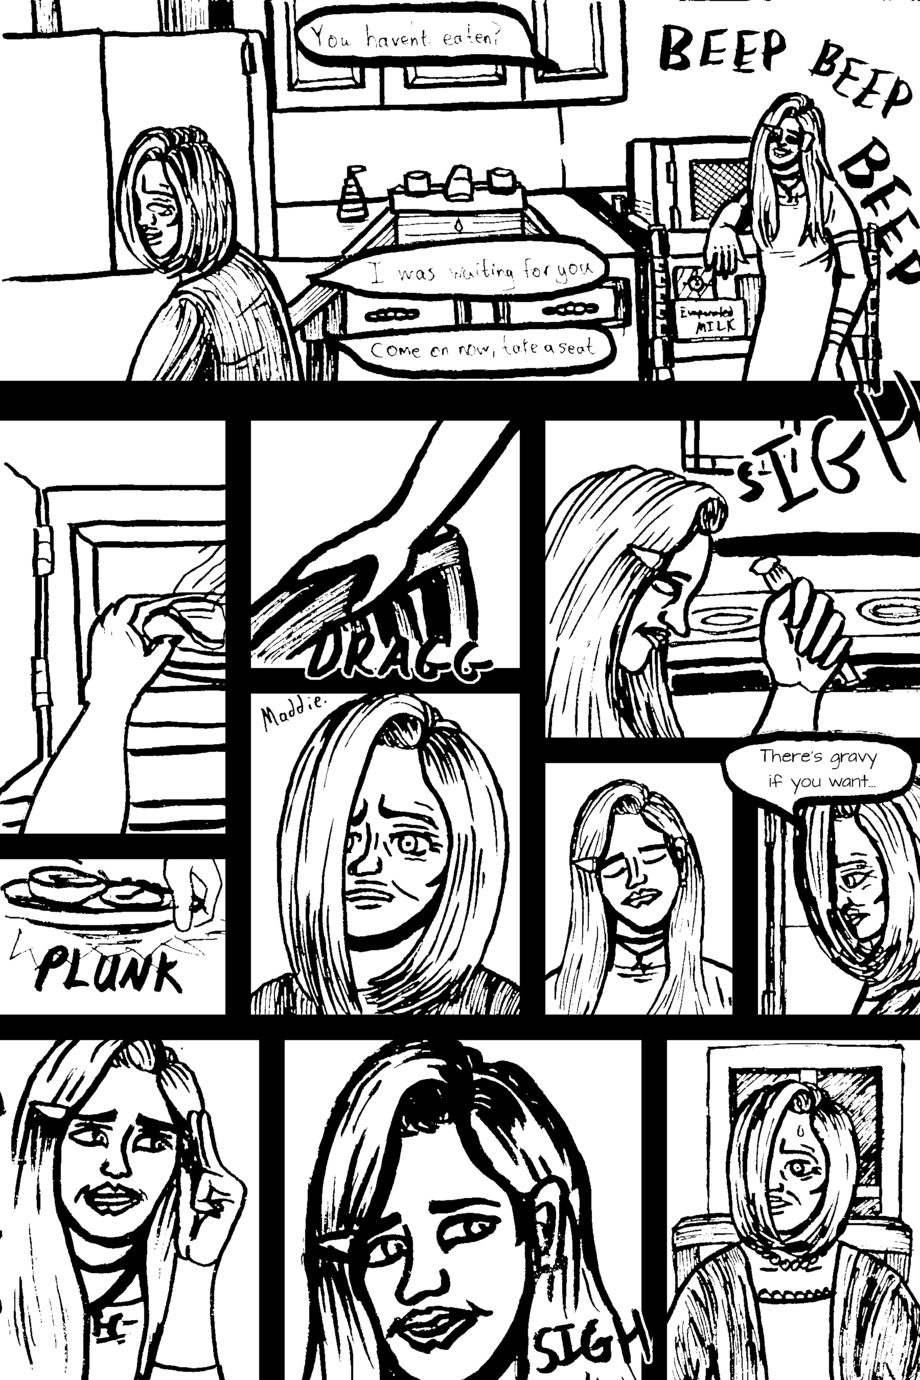 You haven't eaten?
BEEP
BEEP
BEEP
I was waiting for you
Evaporated
MILK
Come on now, take a seat
SIGH
DRAGG
Maddie.
There's gravy
if you want...
PLUNK
SIGH